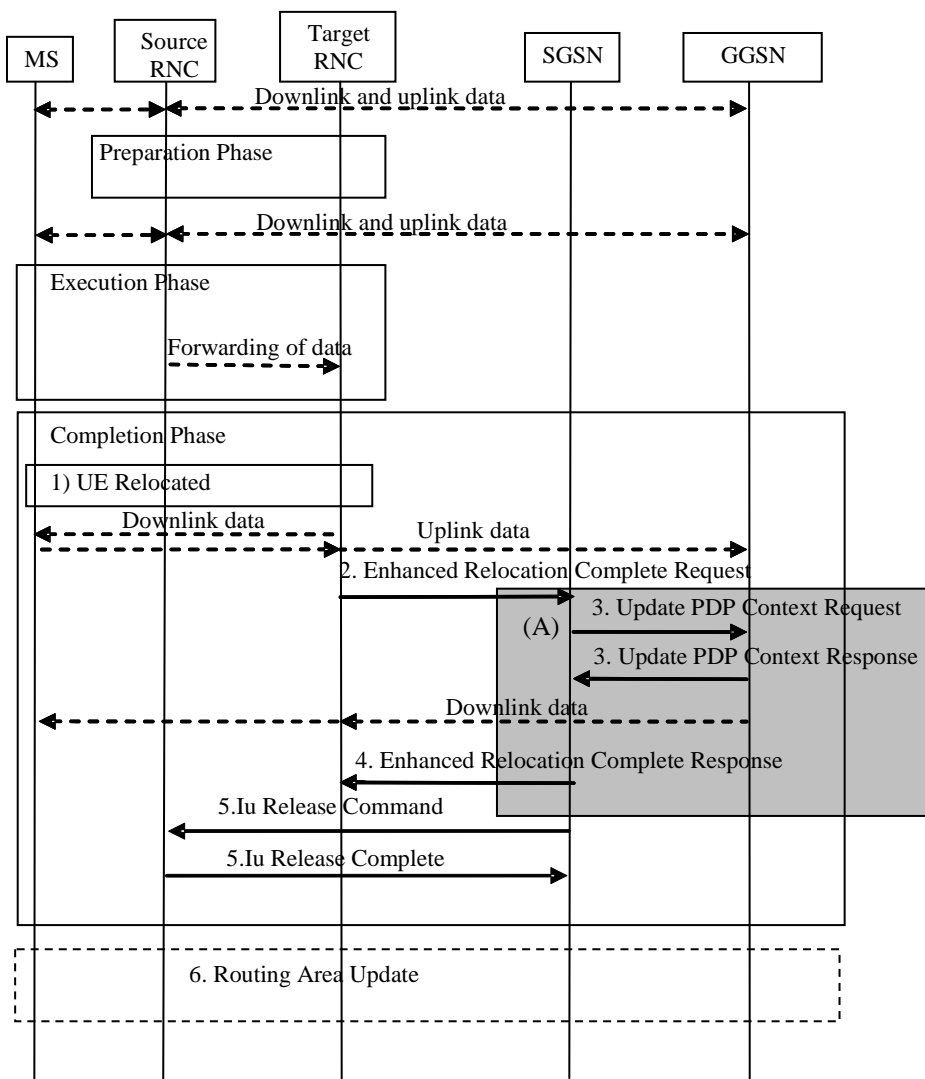 MS
Source
RNC
Target
RNC
SGSN
GGSN
Downlink and uplink data
Preparation Phase
Downlink and uplink data
Execution Phase
Forwarding of data
Completion Phase
1) UE Relocated
Downlink data
Uplink data
2. Enhanced Relocation Complete Request
(A)
3. Update PDP Context Request
3. Update PDP Context Response
Downlink data
4. Enhanced Relocation Complete Response
5.Iu Release Command
5.Iu Release Complete
6. Routing Area Update